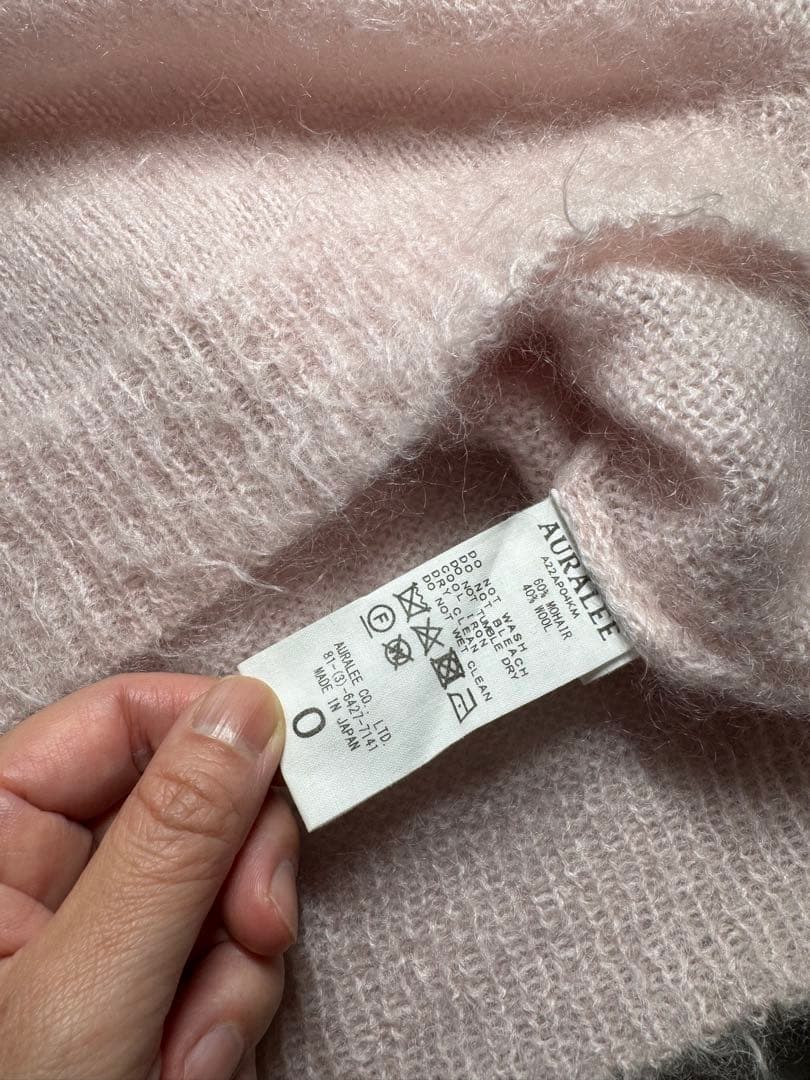 AURALEE
A22AP04KM
60% MOHAIR
40% WOOL
DO NOT WASH
DO NOT BLEACH
DO NOT TUMBLE DRY
COOL IRON
DRY CLEAN
DO NOT WET CLEAN
F
W
AURALEE CO., LTD.
81-(3)-6427-7141
MADE IN JAPAN
0